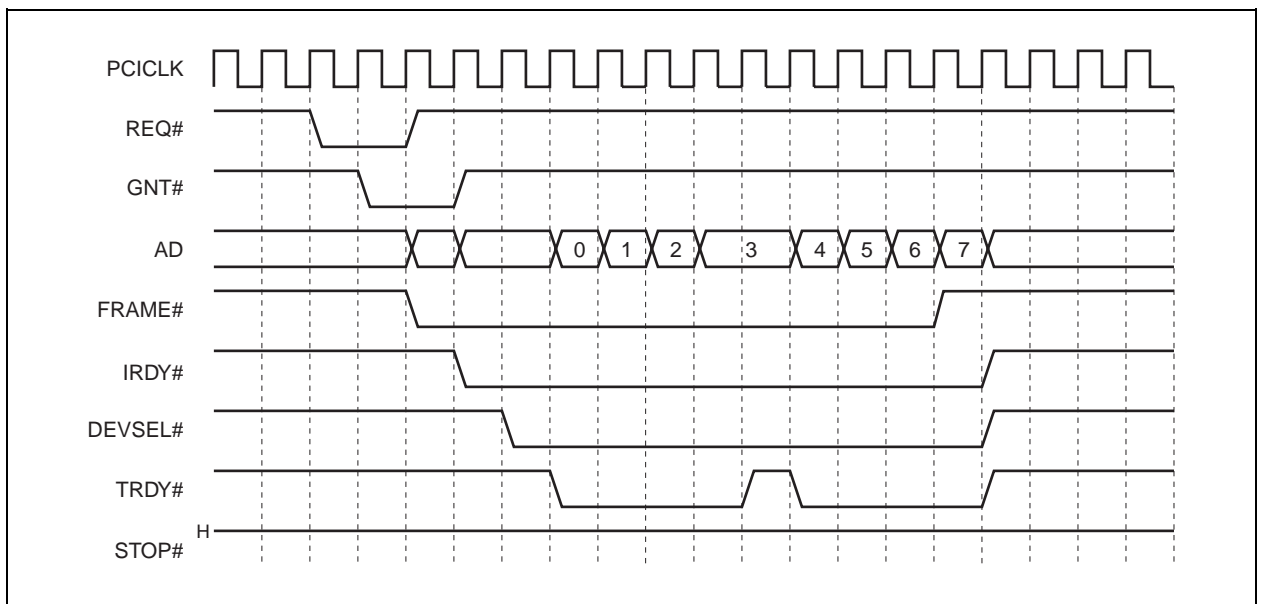 PCICLK
REQ#
GNT#
AD 0 1 2 3 4 5 6 7
FRAME#
IRDY#
DEVSEL#
TRDY#
H
STOP#